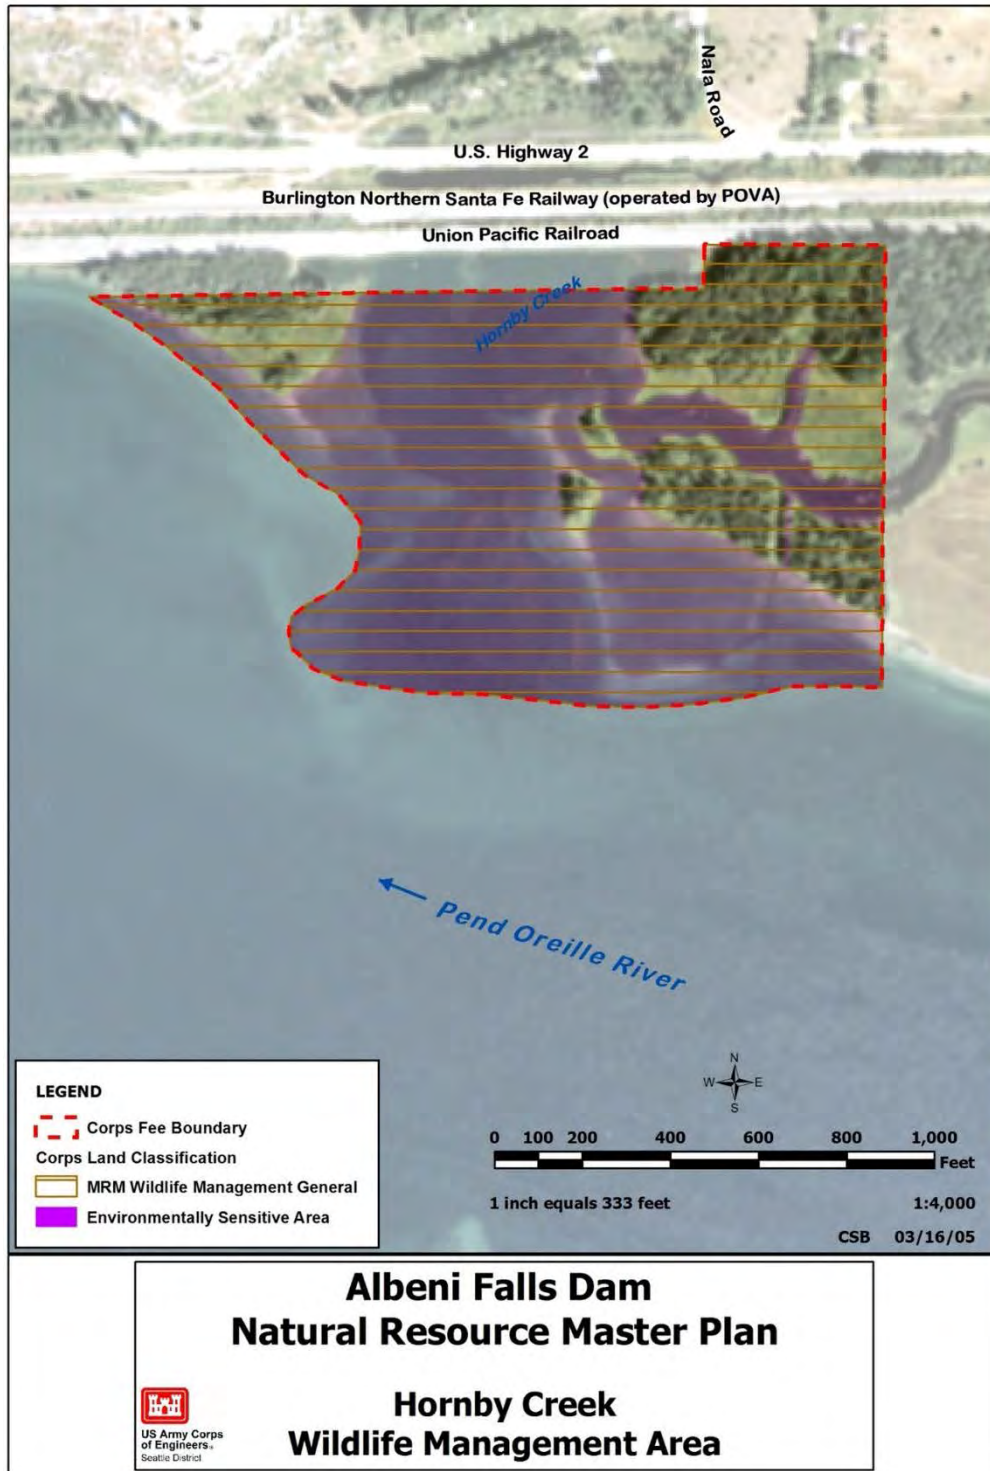 Nala Road
U.S. Highway 2
Burlington Northern Santa Fe Railway (operated by POVA)
Union Pacific Railroad
Hornby Creek
Pend Oreille River
LEGEND
Corps Fee Boundary
Corps Land Classification
MRM Wildlife Management General
Environmentally Sensitive Area
N
W E
S
0 100 200 400 600 800 1,000
Feet
1 inch equals 333 feet 1:4,000
CSB 03/16/05
Albeni Falls Dam
Natural Resource Master Plan
Hornby Creek
Wildlife Management Area
US Army Corps
of Engineers®
Seattle District